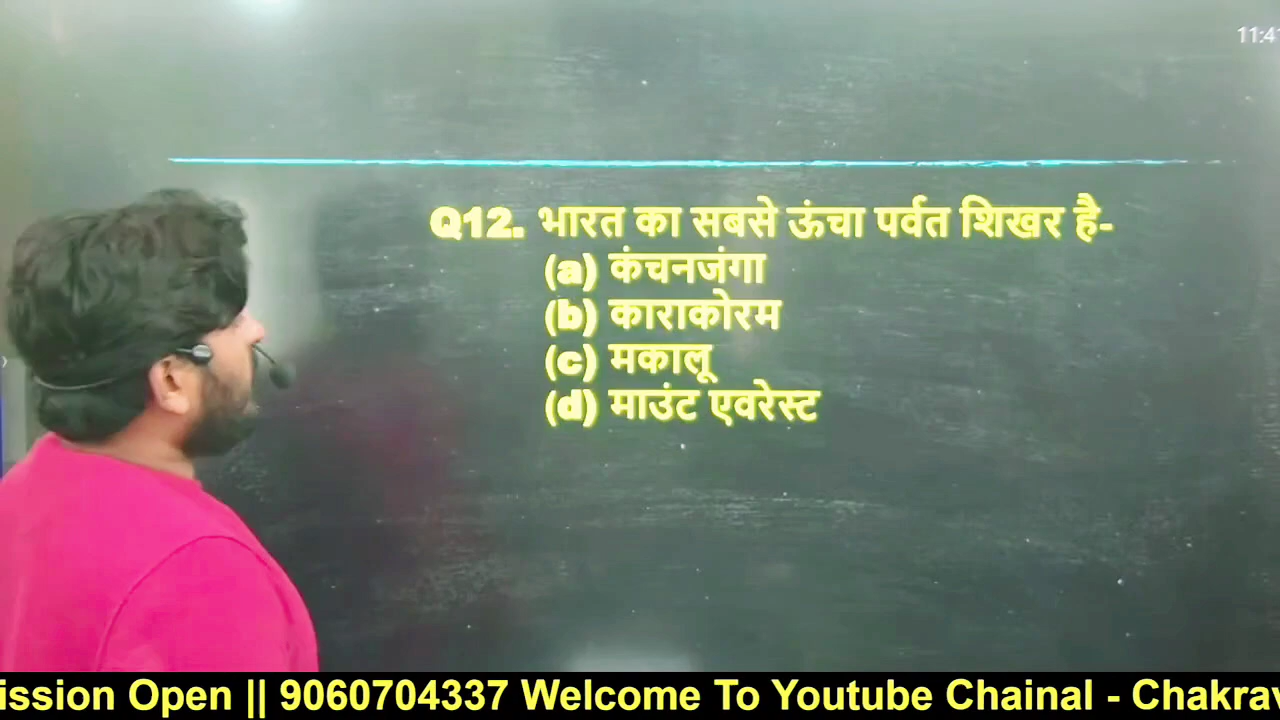 11:41
Q12. भारत का सबसे ऊंचा पर्वत शिखर है-
(a) कंचनजंगा
(b) काराकोरम
(c) मकालू
(d) माउंट एवरेस्ट
ission Open || 9060704337 Welcome To Youtube Chainal - Chakrav